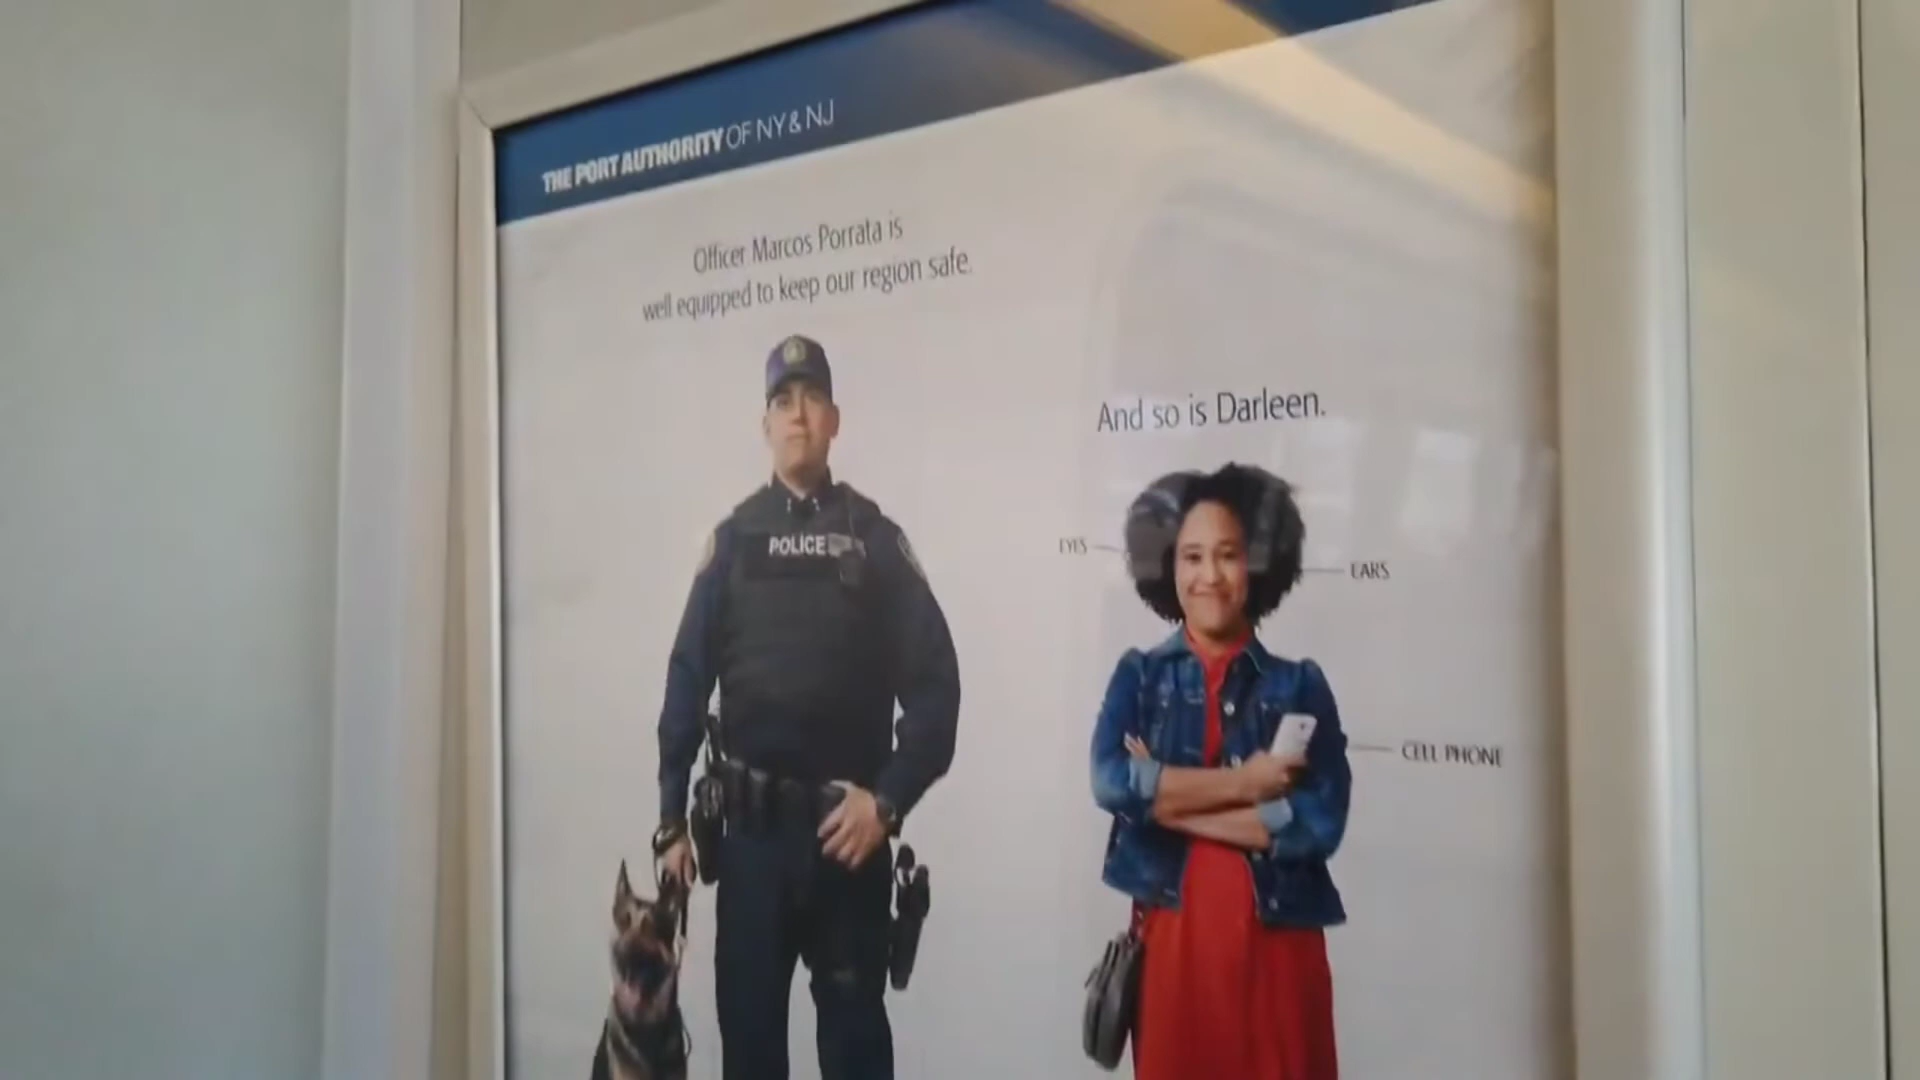 THE PORT AUTHORITY OF NY & NJ
Officer Marcos Porrata is
well equipped to keep our region safe.
And so is Darleen.
POLICE
EYES
EARS
CELL PHONE